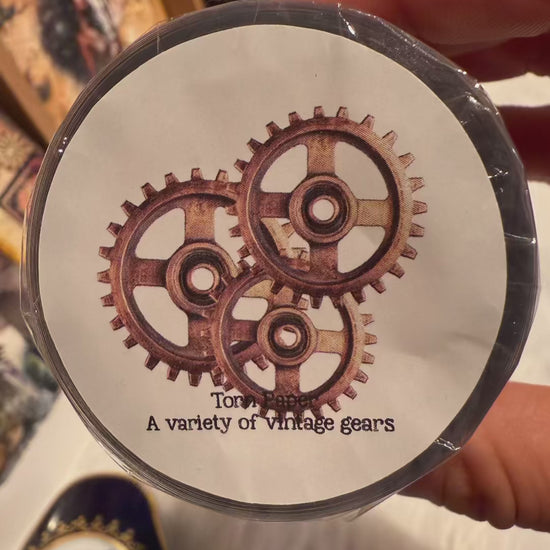 Torn Paper
A variety of vintage gears